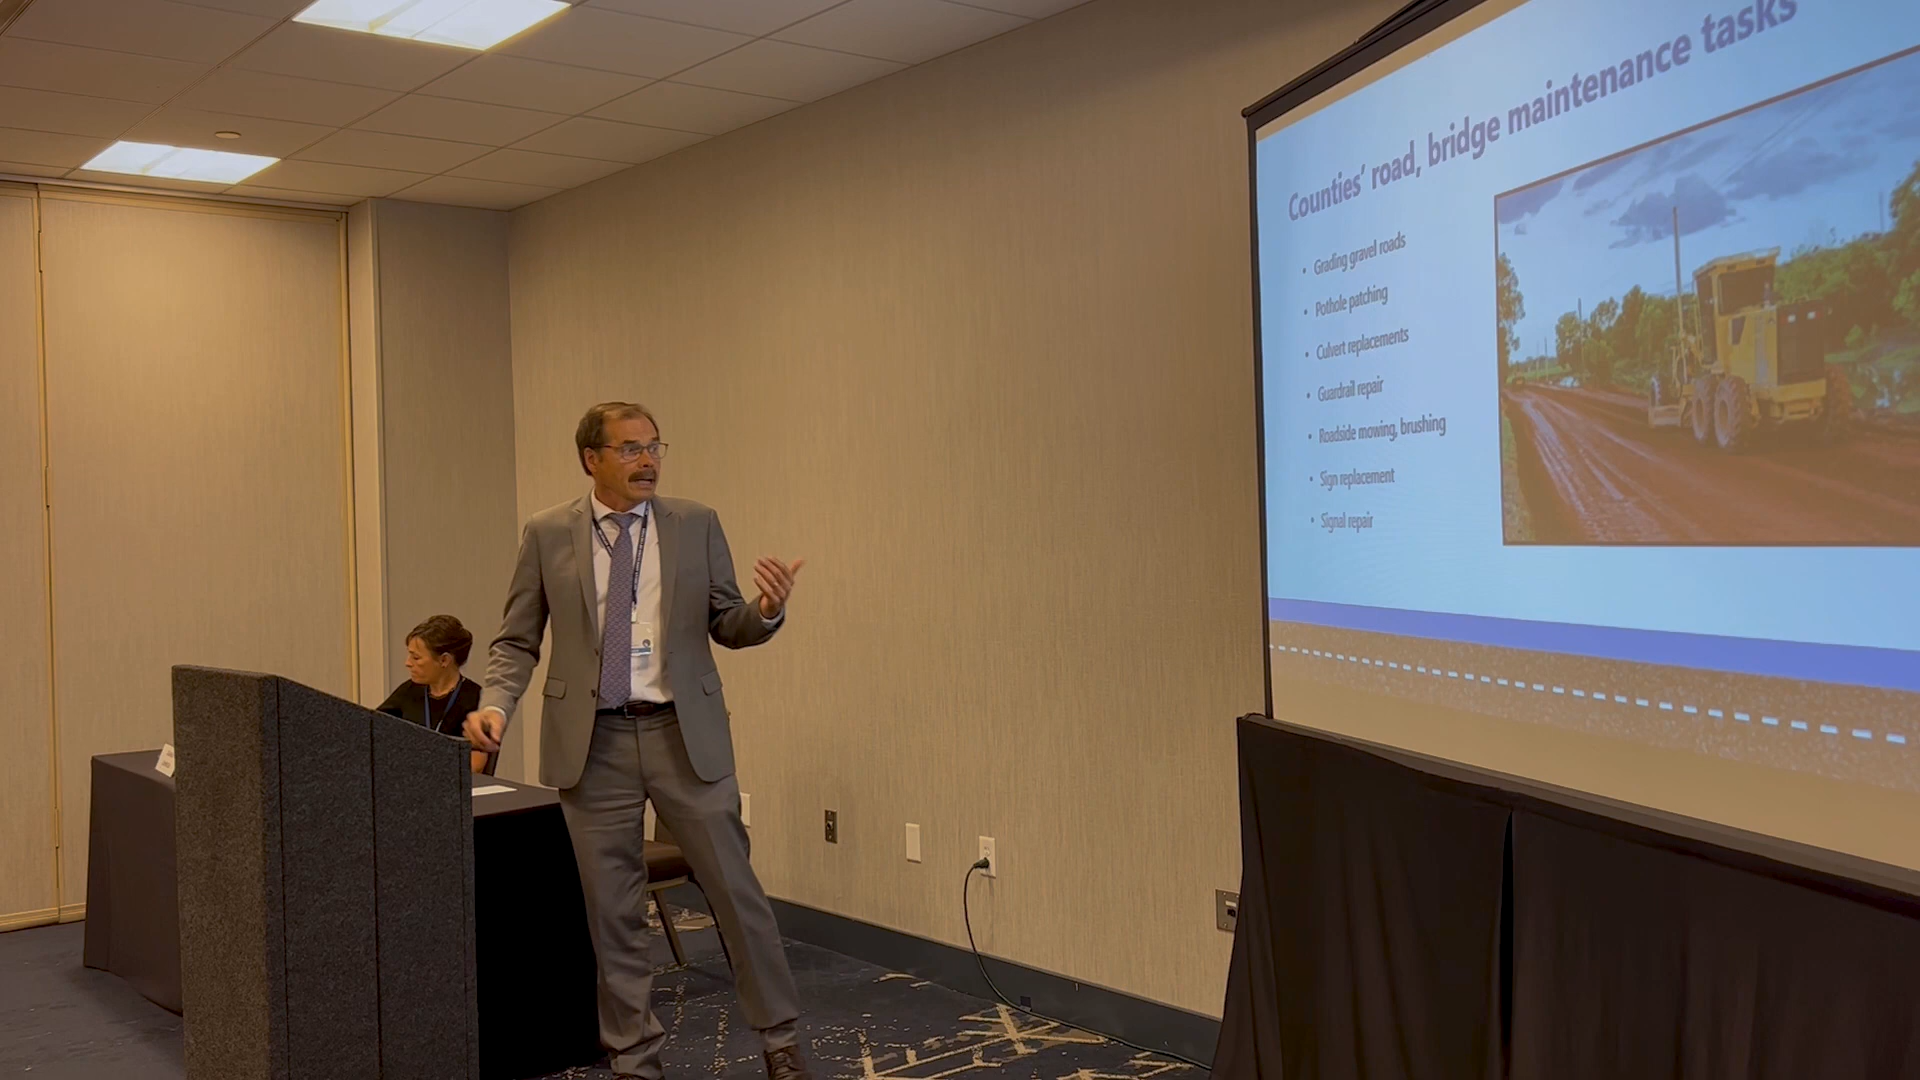 Counties' road, bridge maintenance tasks
• Grading gravel roads
• Pothole patching
• Culvert replacements
• Guardrail repair
• Roadside mowing, brushing
• Sign replacement
• Signal repair